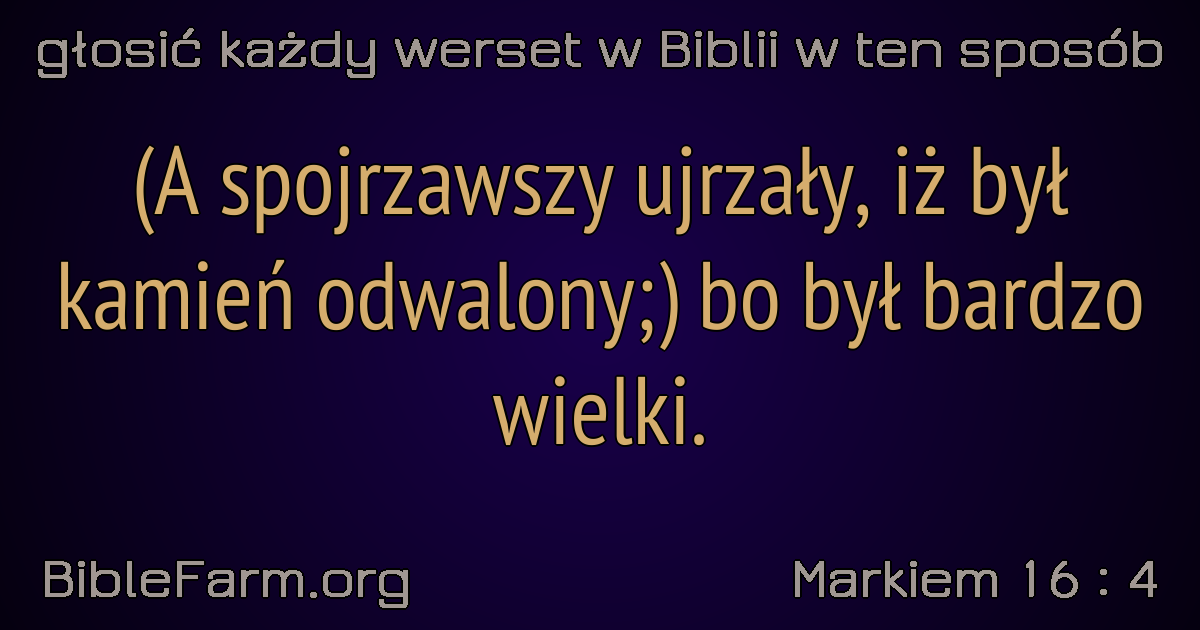 głosić każdy werset w Biblii w ten sposób
(A spojrzawszy ujrzały, iż był
kamień odwalony;) bo był bardzo
wielki.
BibleFarm.org
Markiem 16 : 4